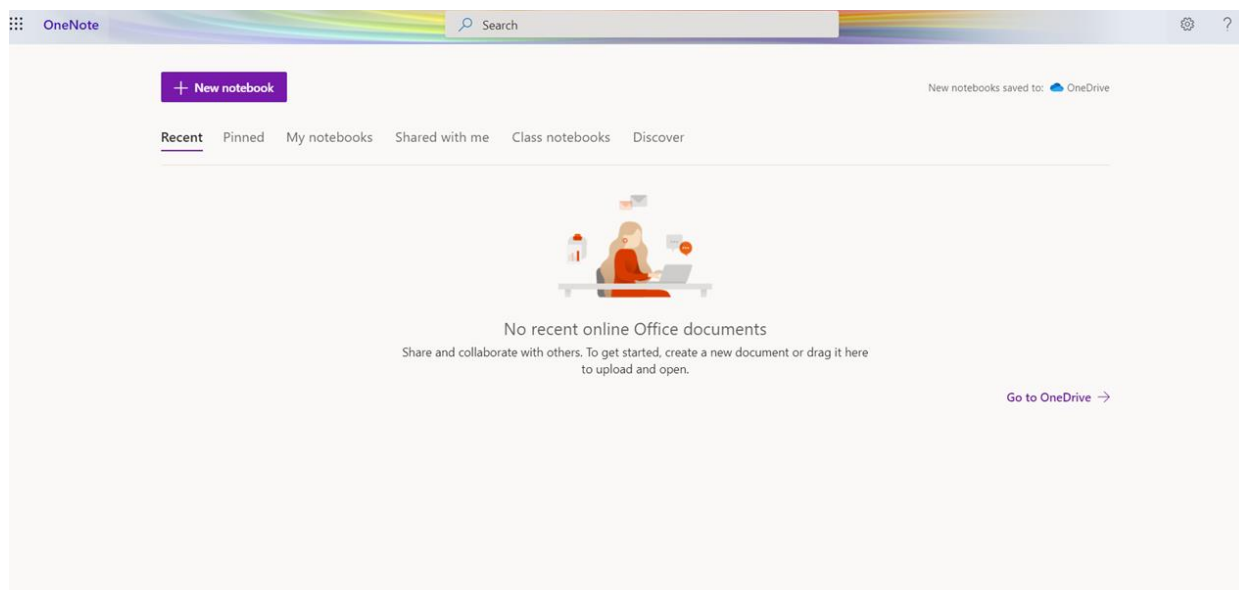 OneNote
Search
?
+ New notebook
New notebooks saved to: OneDrive
Recent Pinned My notebooks Shared with me Class notebooks Discover
No recent online Office documents
Share and collaborate with others. To get started, create a new document or drag it here
to upload and open.
Go to OneDrive →